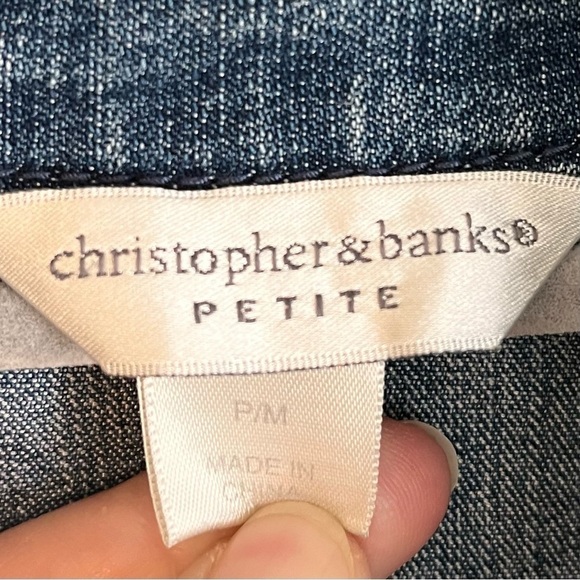 christopher&banks®
PETITE
P/M
MADE IN
CHINA